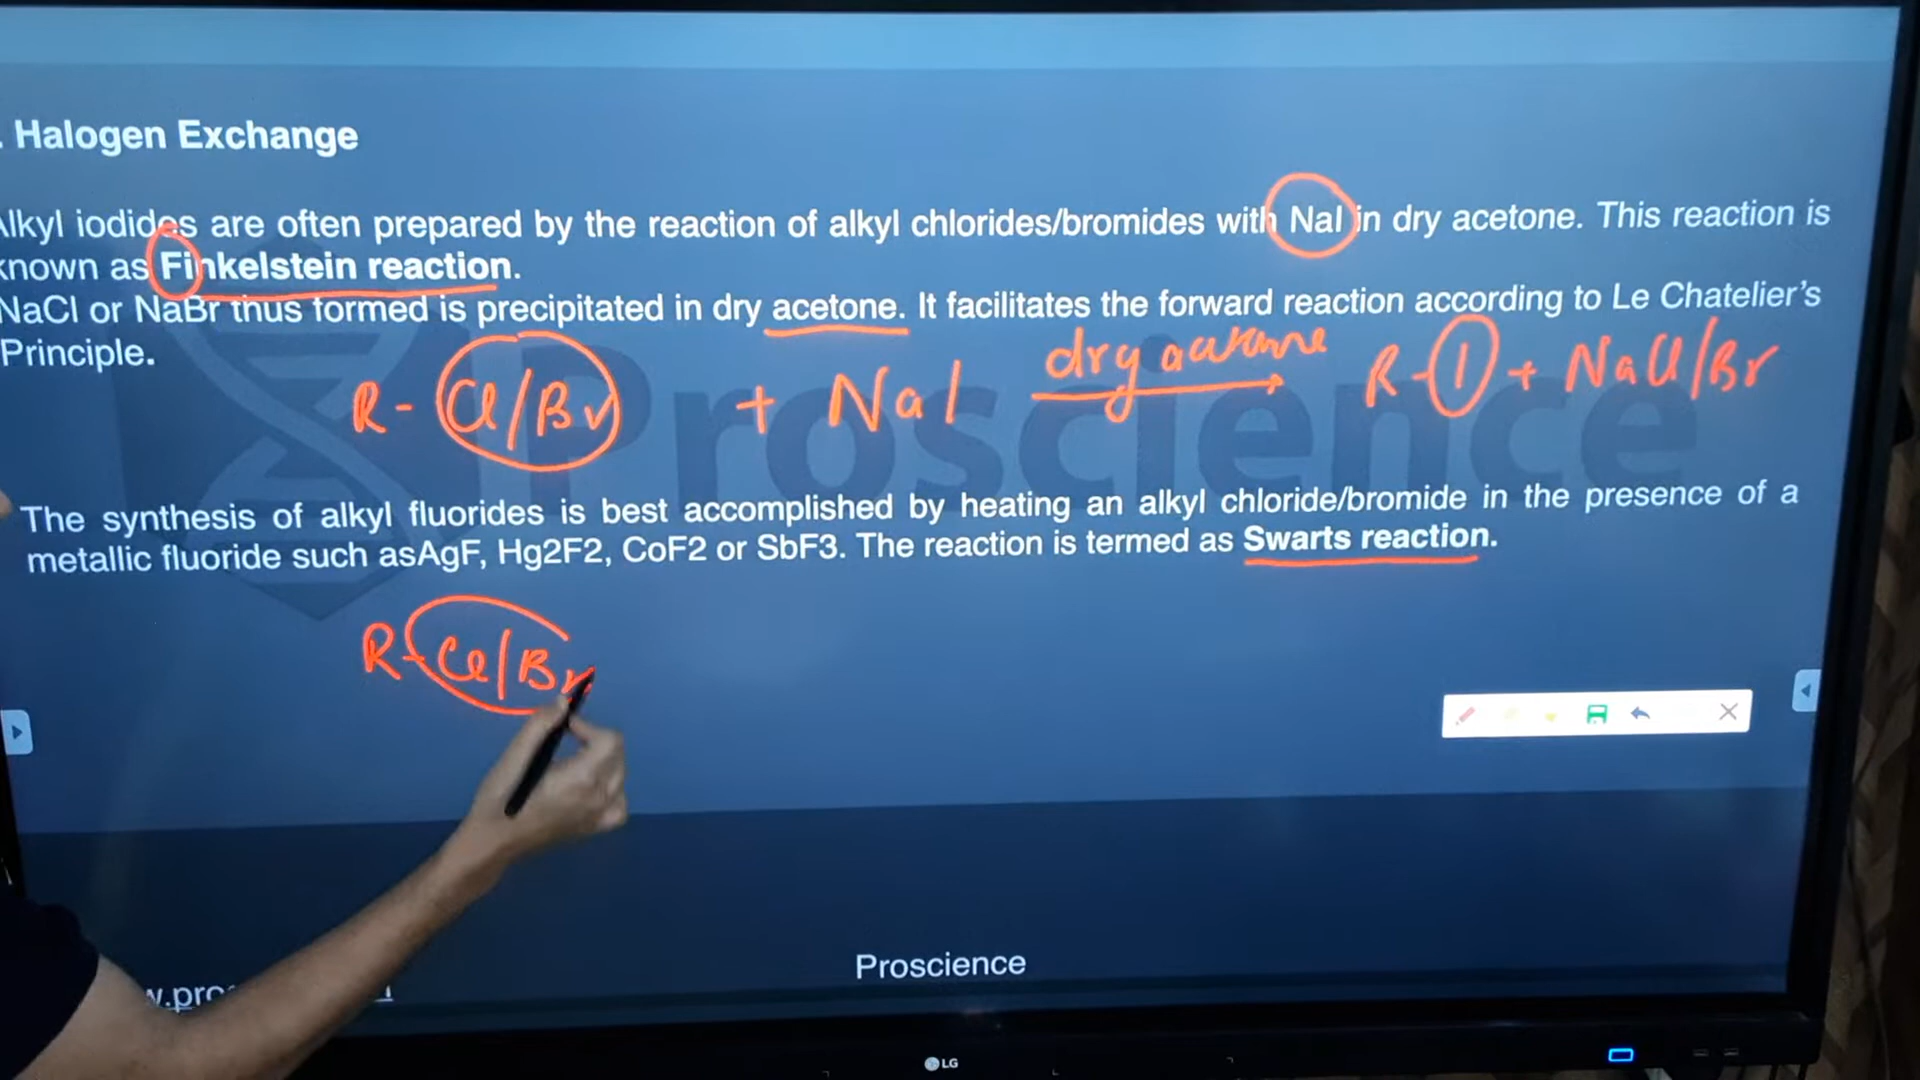 . Halogen Exchange
Alkyl iodides are often prepared by the reaction of alkyl chlorides/bromides with NaI in dry acetone. This reaction is
known as Finkelstein reaction.
NaCl or NaBr thus formed is precipitated in dry acetone. It facilitates the forward reaction according to Le Chatelier's
Principle.
R - Cl/Br + NaI dry acetone R - I + NaCl/Br
Proscience
The synthesis of alkyl fluorides is best accomplished by heating an alkyl chloride/bromide in the presence of a
metallic fluoride such asAgF, Hg2F2, CoF2 or SbF3. The reaction is termed as Swarts reaction.
R-Cl/Br
Proscience
LG